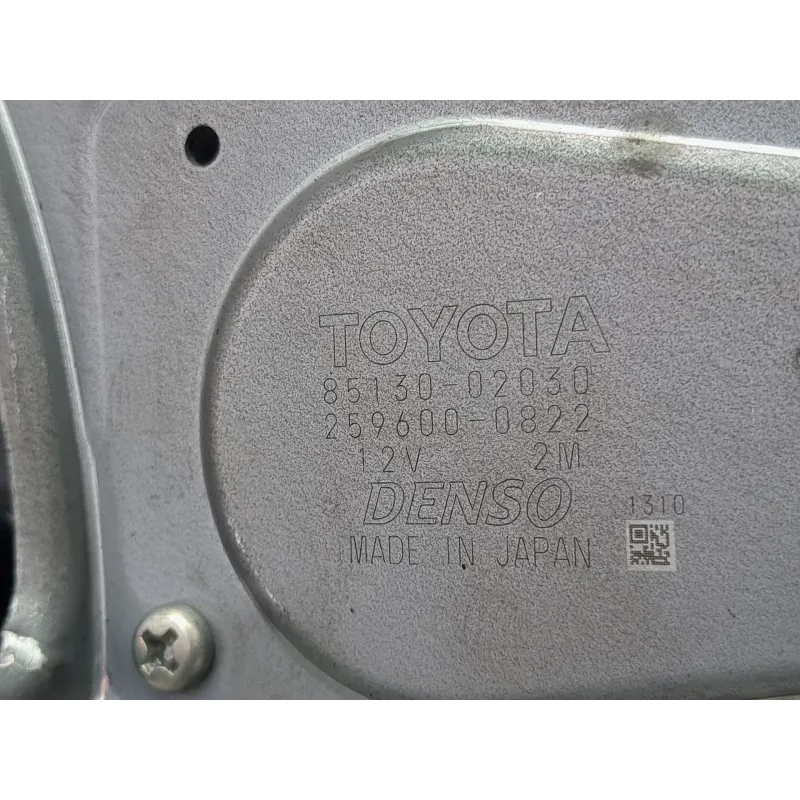 TOYOTA
85130-02030
259600-0822
12V 2M
DENSO
1310
MADE IN JAPAN